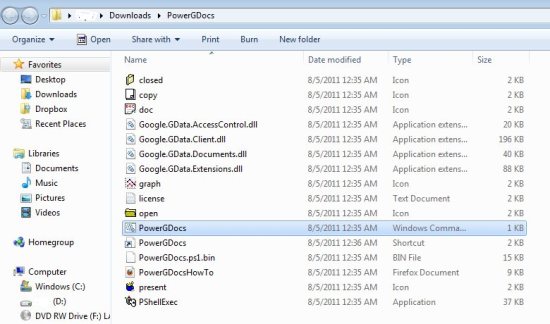 Downloads PowerGDocs
Organize Open Share with Print Burn New folder
Favorites
Desktop
Downloads
Dropbox
Recent Places
Libraries
Documents
Music
Pictures
Videos
Homegroup
Computer
Windows (C:)
(D:)
DVD RW Drive (F:) LA
Name Date modified Type Size
closed 8/5/2011 12:35 AM Icon 2 KB
copy 8/5/2011 12:35 AM Icon 2 KB
doc 8/5/2011 12:35 AM Icon 2 KB
Google.GData.AccessControl.dll 8/5/2011 12:35 AM Application extens... 7 KB
Google.GData.Client.dll 8/5/2011 12:35 AM Application extens... 196 KB
Google.GData.Documents.dll 8/5/2011 12:35 AM Application extens... 40 KB
Google.GData.Extensions.dll 8/5/2011 12:35 AM Application extens... 88 KB
graph 8/5/2011 12:35 AM Icon 2 KB
license 8/5/2011 12:35 AM Text Document 2 KB
open 8/5/2011 12:35 AM Icon 2 KB
PowerGDocs 8/5/2011 12:35 AM Windows Comma... 1 KB
PowerGDocs 8/5/2011 12:36 AM Shortcut 2 KB
PowerGDocs.ps1.bin 8/5/2011 12:35 AM BIN File 15 KB
PowerGDocsHowTo 8/5/2011 12:35 AM Firefox Document 4 KB
present 8/5/2011 12:35 AM Icon 2 KB
PShellExec 8/5/2011 12:35 AM Application 37 KB